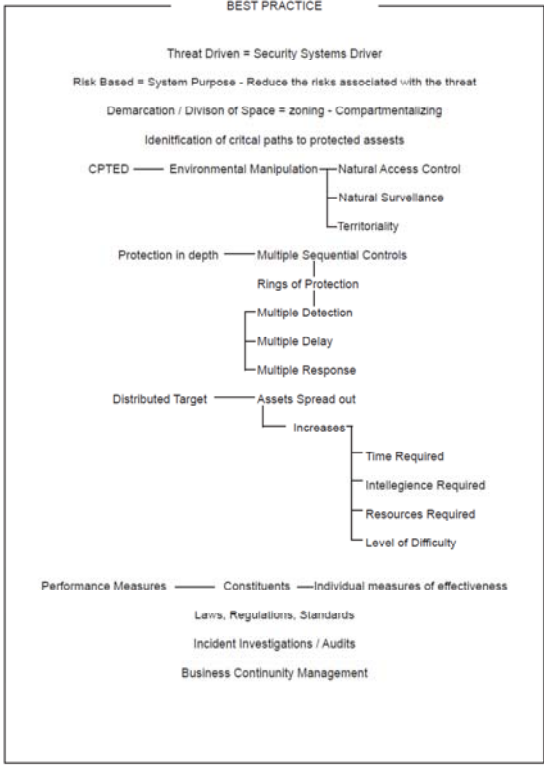 BEST PRACTICE
Threat Driven = Security Systems Driver
Risk Based = System Purpose - Reduce the risks associated with the threat
Demarcation / Divison of Space = zoning - Compartmentalizing
Idenitfication of critcal paths to protected assests
CPTED Environmental Manipulation Natural Access Control
Natural Survellance
Territoriality
Protection in depth Multiple Sequential Controls
Rings of Protection
Multiple Detection
Multiple Delay
Multiple Response
Distributed Target Assets Spread out
Increases
Time Required
Intellegience Required
Resources Required
Level of Difficulty
Performance Measures Constituents Individual measures of effectiveness
Laws, Regulations, Standards
Incident Investigations / Audits
Business Continunity Management